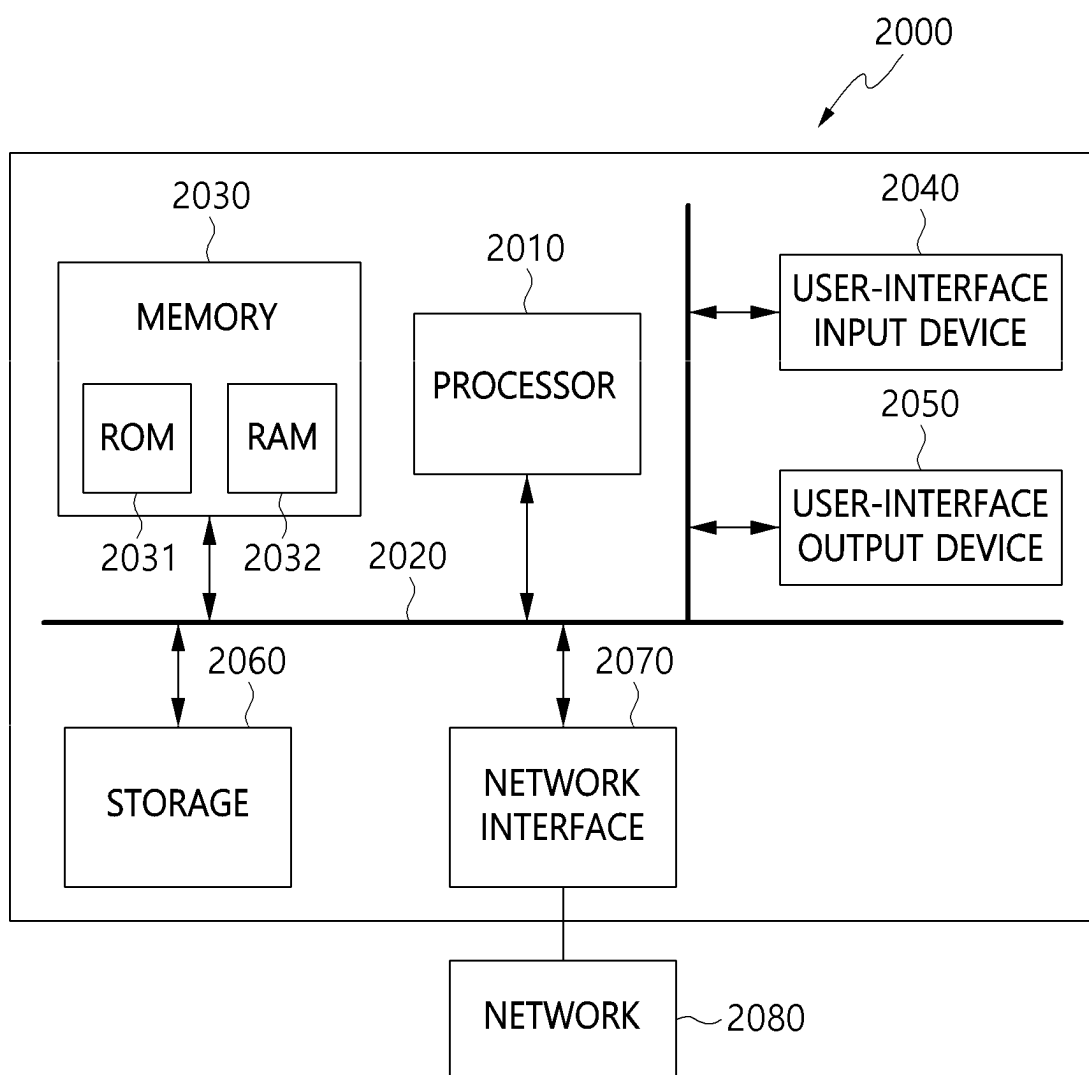 2000
2030
2010
2040
MEMORY
PROCESSOR
USER-INTERFACE
INPUT DEVICE
ROM
RAM
2050
USER-INTERFACE
OUTPUT DEVICE
2031
2032
2020
2060
2070
STORAGE
NETWORK
INTERFACE
NETWORK
2080